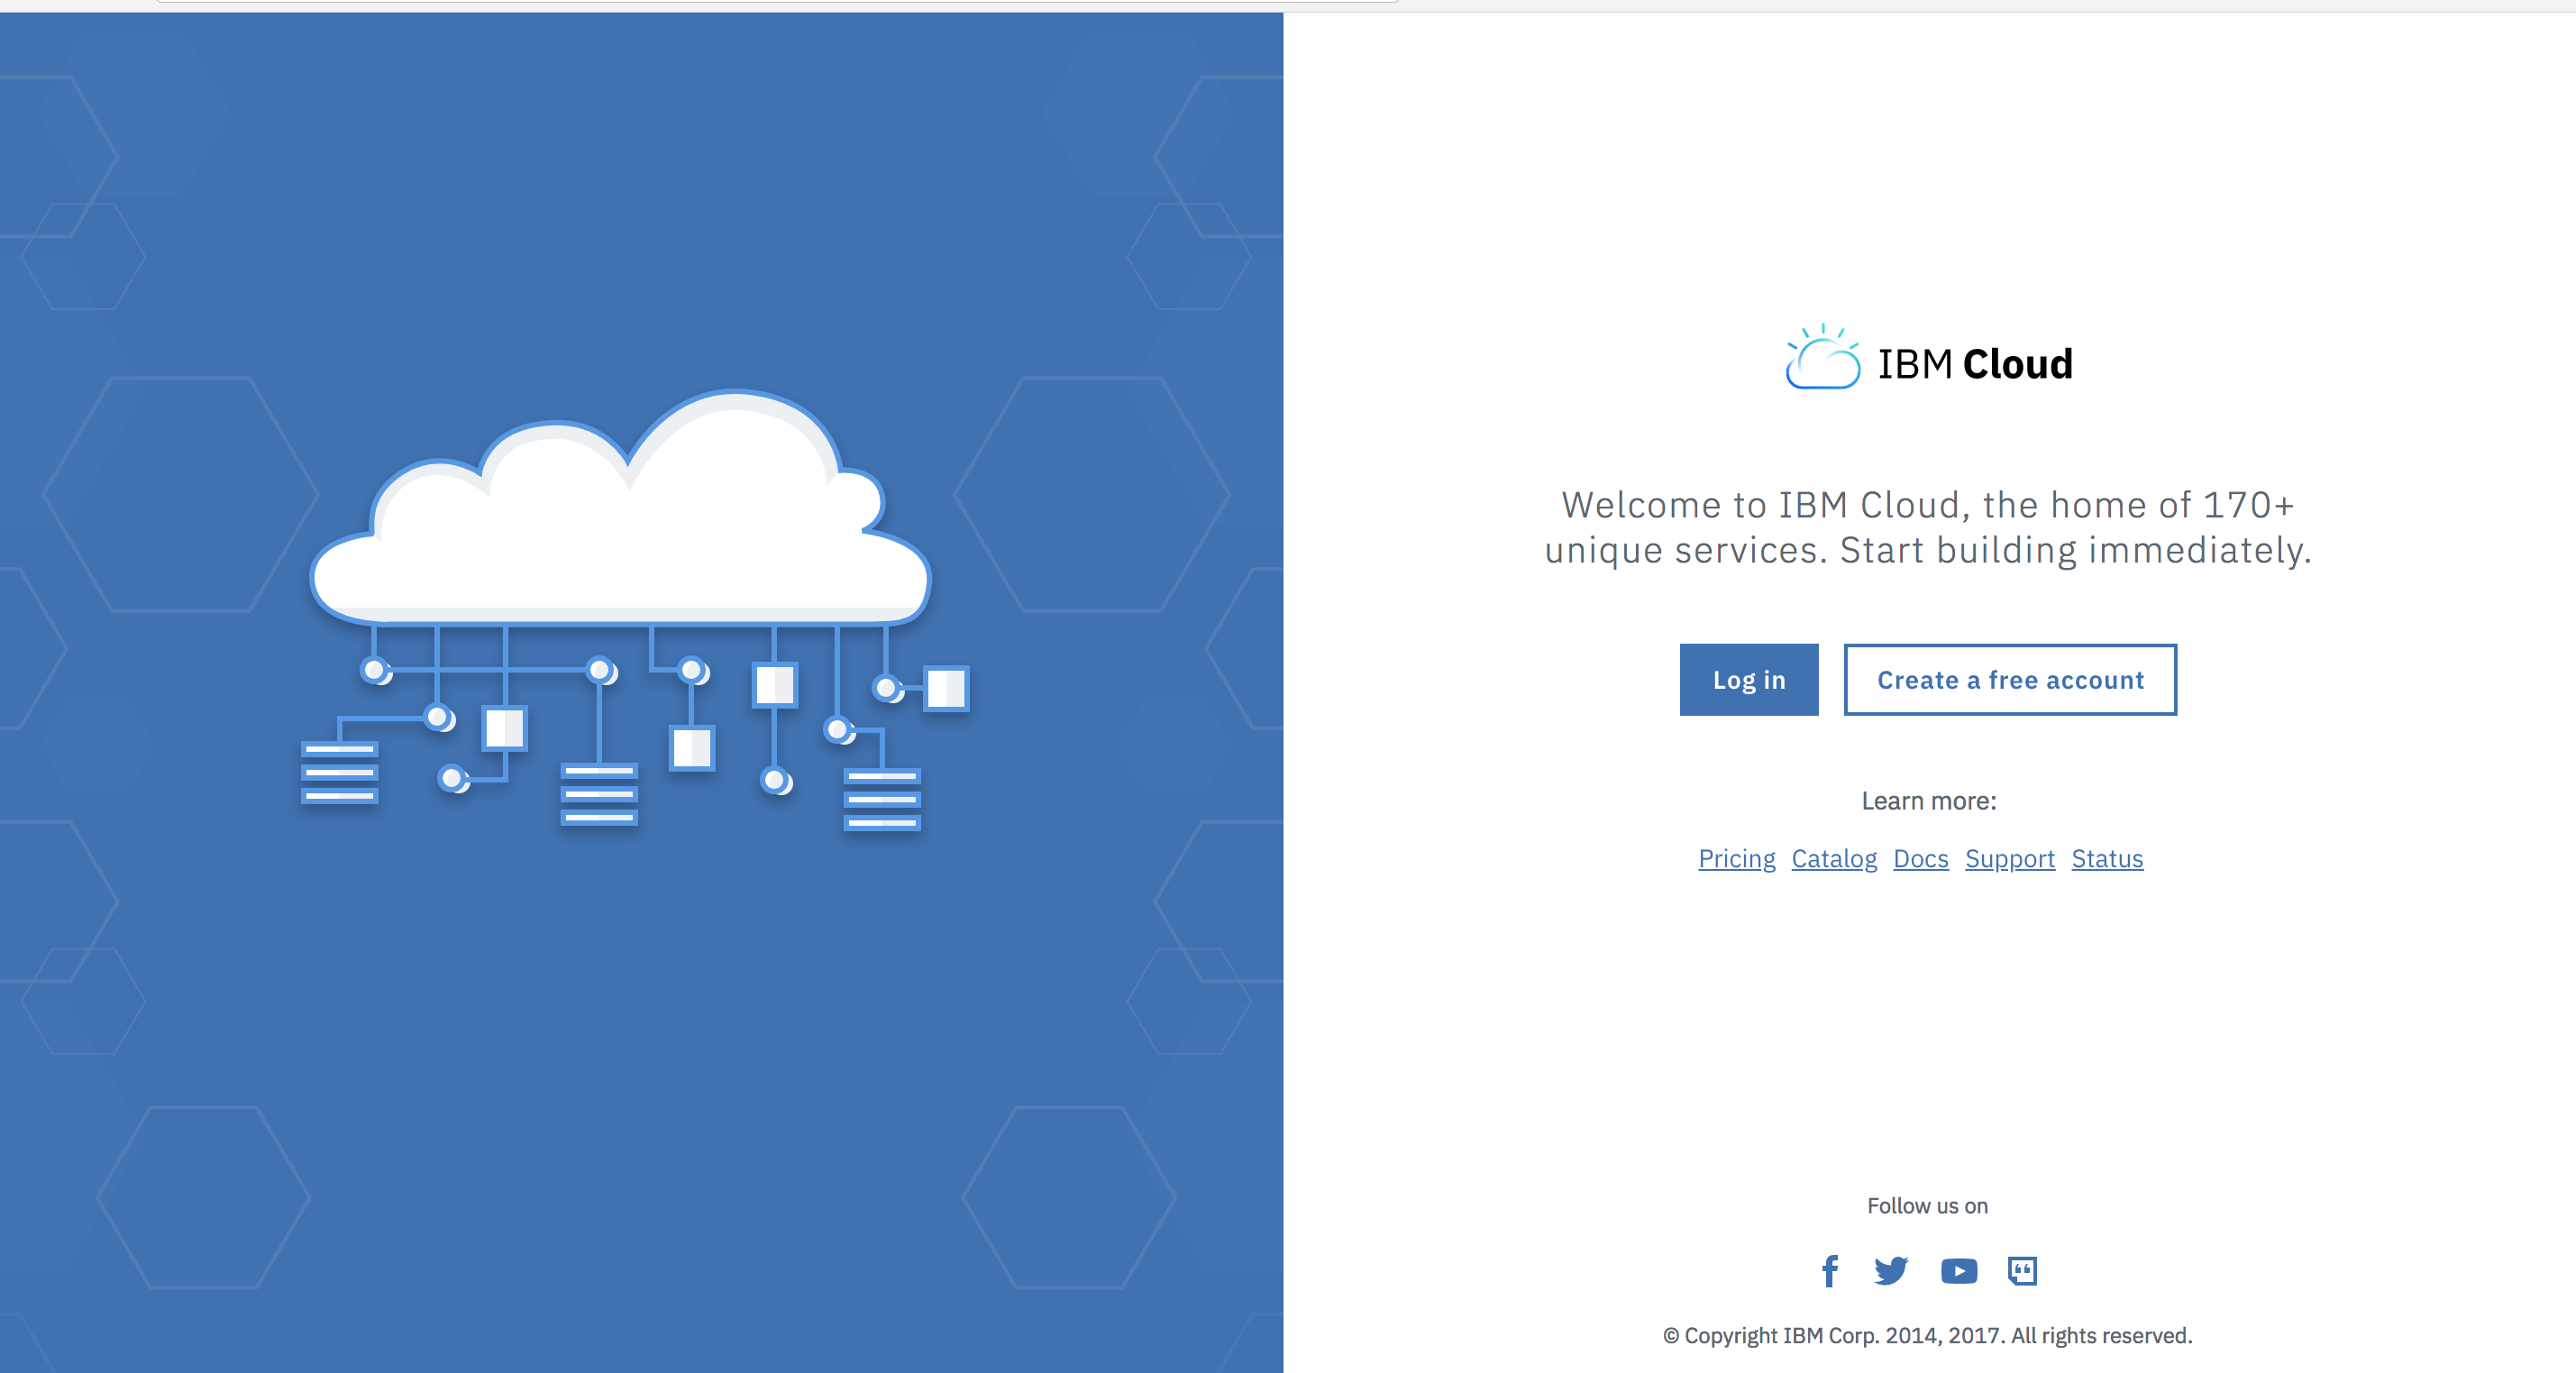 IBM Cloud
Welcome to IBM Cloud, the home of 170+
unique services. Start building immediately.
Log in
Create a free account
Learn more:
Pricing Catalog Docs Support Status
Follow us on
© Copyright IBM Corp. 2014, 2017. All rights reserved.